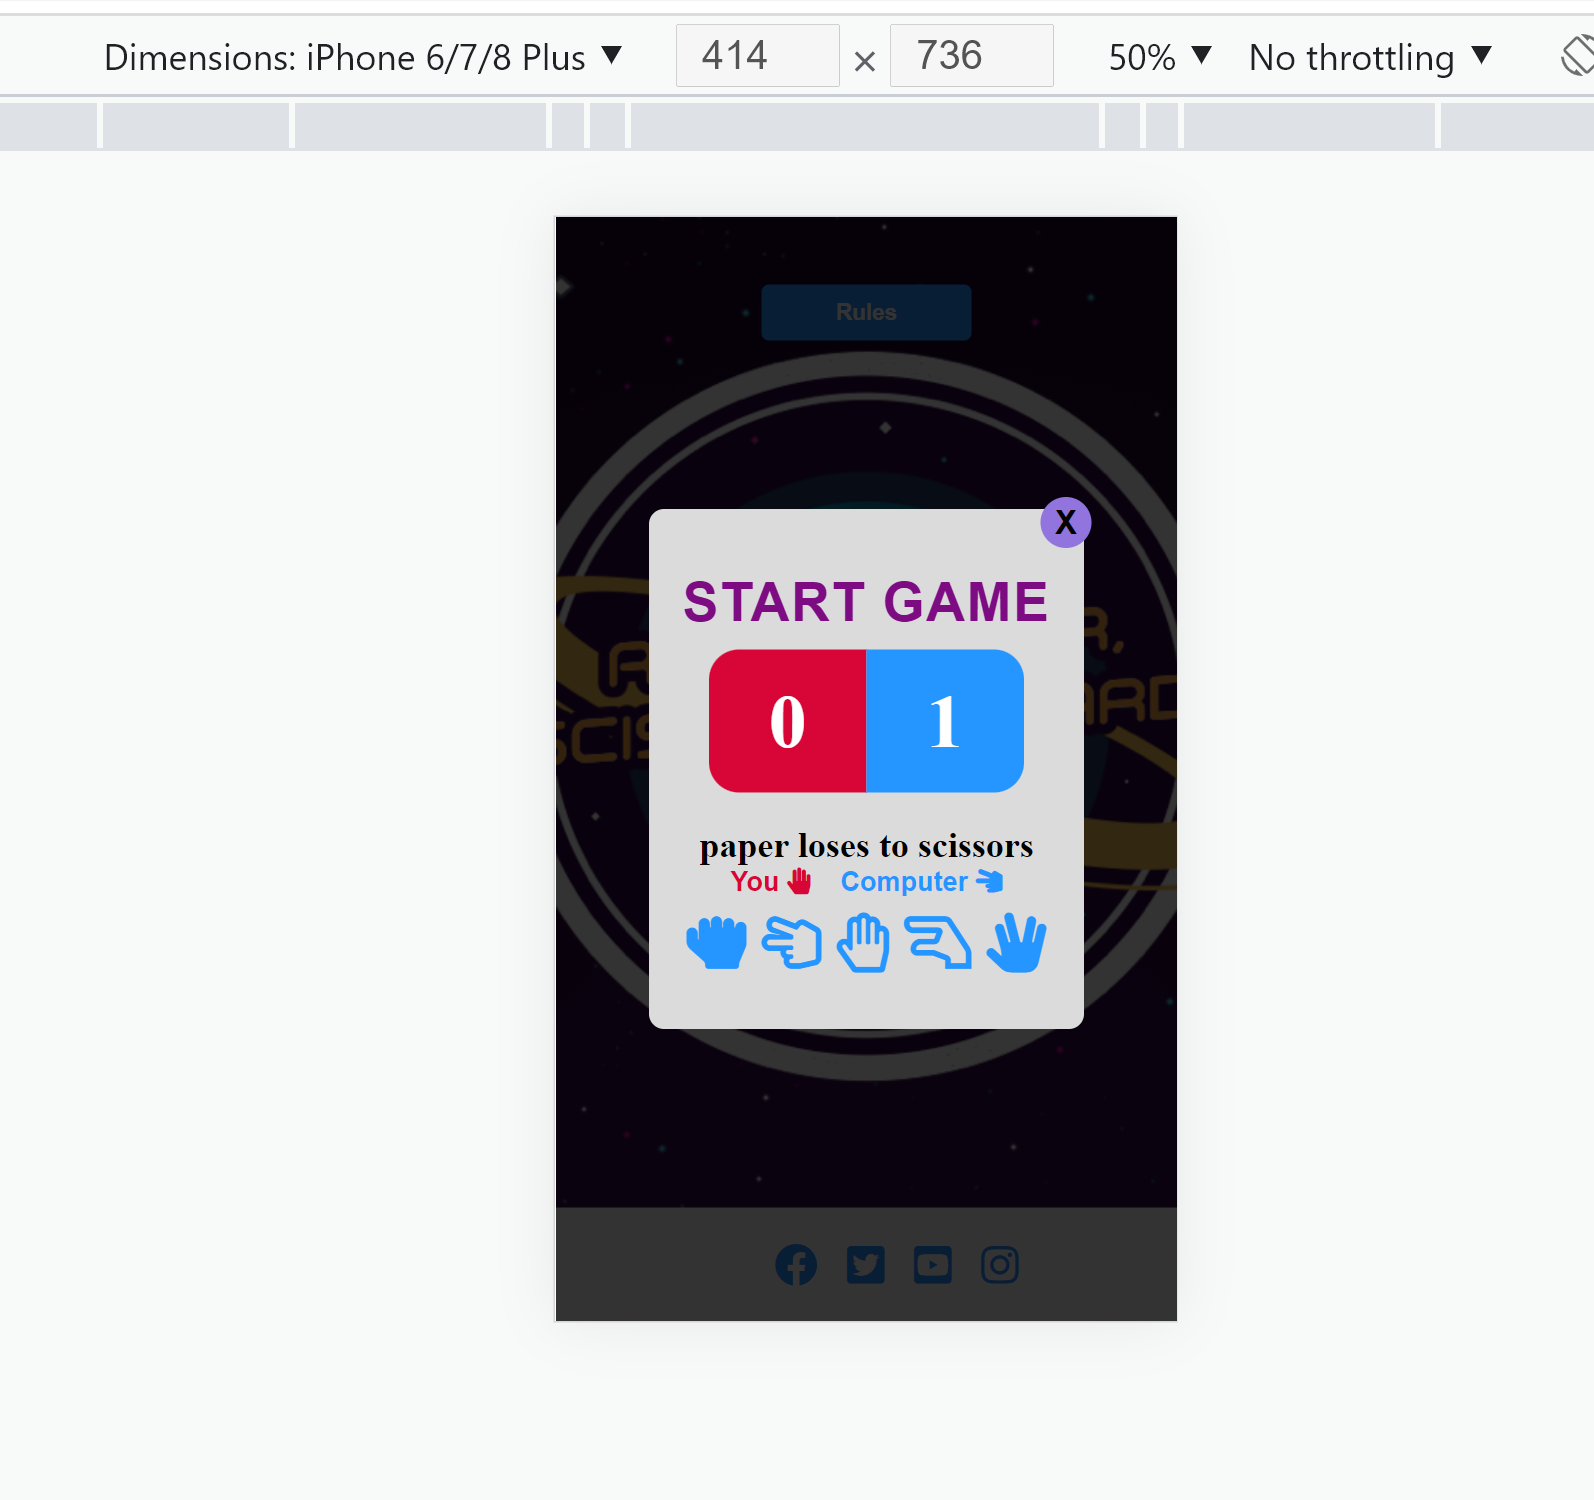 Dimensions: iPhone 6/7/8 Plus ▼ 414 × 736 50% ▼ No throttling ▼
Rules
X
START GAME
0 1
paper loses to scissors
You Computer